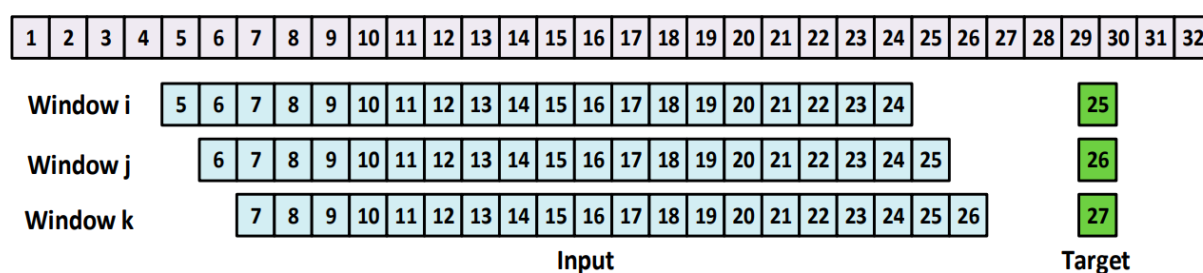 1 2 3 4 5 6 7 8 9 10 11 12 13 14 15 16 17 18 19 20 21 22 23 24 25 26 27 28 29 30 31 32
Window i 5 6 7 8 9 10 11 12 13 14 15 16 17 18 19 20 21 22 23 24 25
Window j 6 7 8 9 10 11 12 13 14 15 16 17 18 19 20 21 22 23 24 25 26
Window k 7 8 9 10 11 12 13 14 15 16 17 18 19 20 21 22 23 24 25 26 27
Input Target